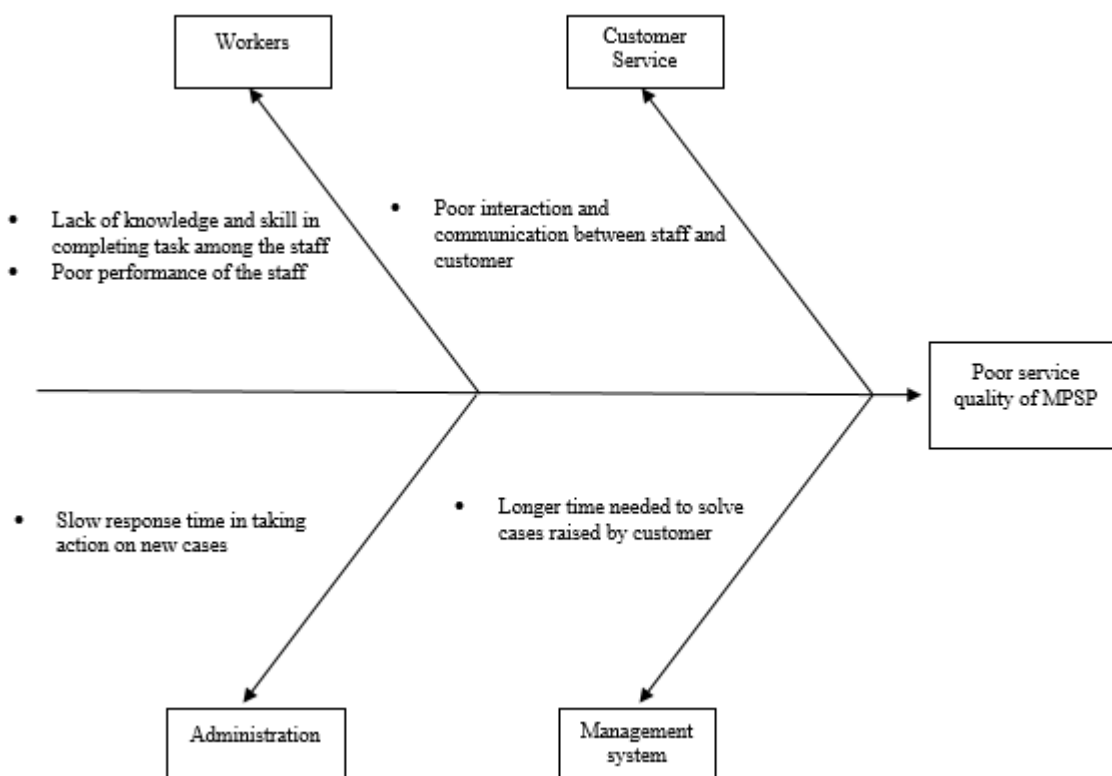 Workers
Customer
Service
• Lack of knowledge and skill in
completing task among the staff
• Poor performance of the staff
• Poor interaction and
communication between staff and
customer
Poor service
quality of MPSP
• Slow response time in taking
action on new cases
• Longer time needed to solve
cases raised by customer
Administration
Management
system